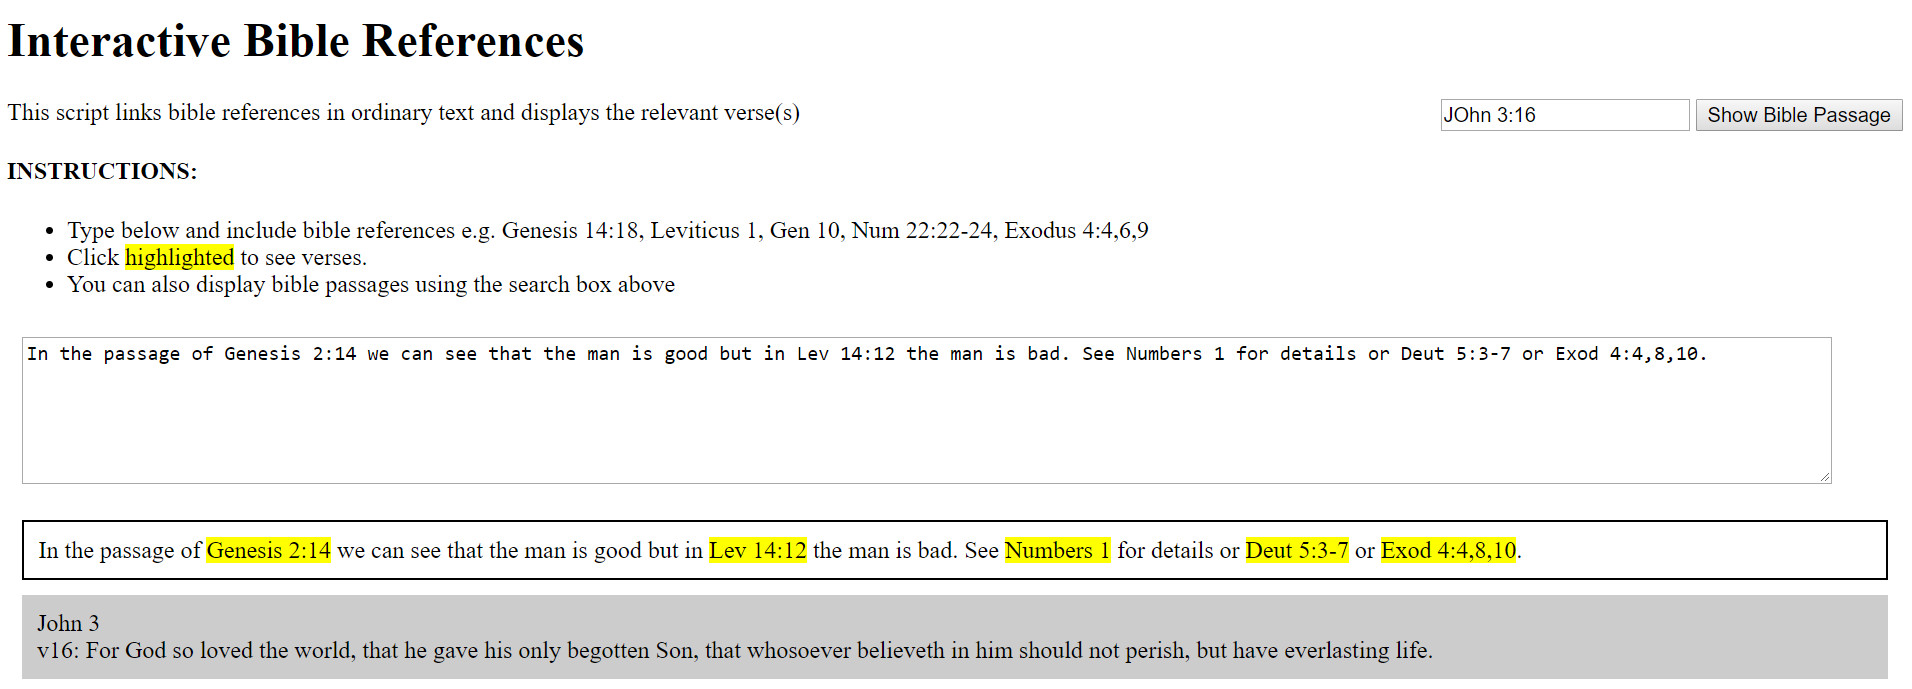 Interactive Bible References
This script links bible references in ordinary text and displays the relevant verse(s)
JOhn 3:16
Show Bible Passage
INSTRUCTIONS:
• Type below and include bible references e.g. Genesis 14:18, Leviticus 1, Gen 10, Num 22:22-24, Exodus 4:4,6,9
• Click highlighted to see verses.
• You can also display bible passages using the search box above
In the passage of Genesis 2:14 we can see that the man is good but in Lev 14:12 the man is bad. See Numbers 1 for details or Deut 5:3-7 or Exod 4:4,8,10.
In the passage of Genesis 2:14 we can see that the man is good but in Lev 14:12 the man is bad. See Numbers 1 for details or Deut 5:3-7 or Exod 4:4,8,10.
John 3
v16: For God so loved the world, that he gave his only begotten Son, that whosoever believeth in him should not perish, but have everlasting life.